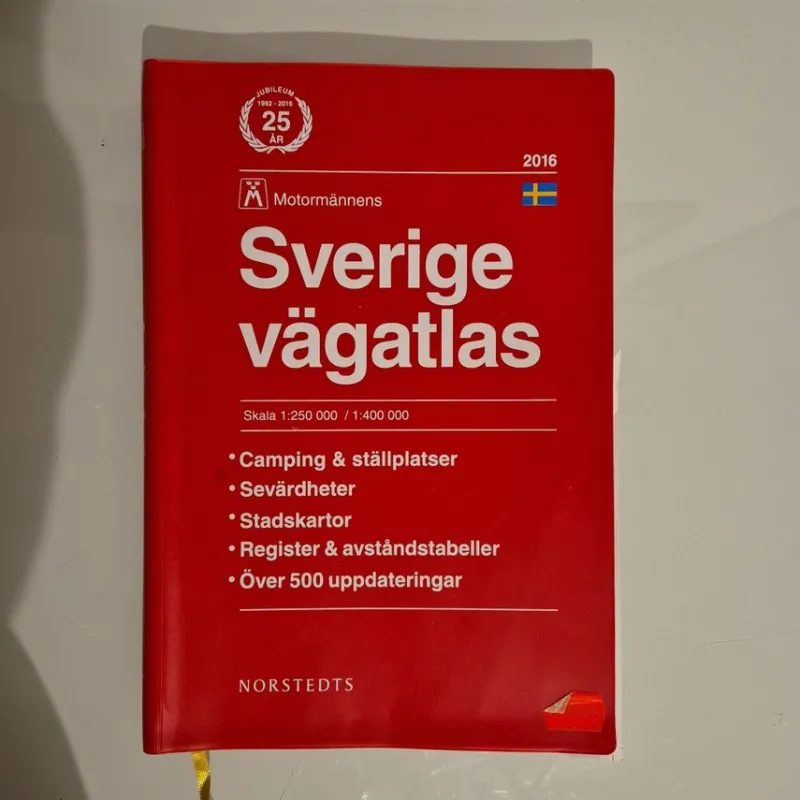 JUBILEUM
1992 - 2016
25
ÅR
2016
M Motormännens
Sverige
vägatlas
Skala 1:250 000 / 1:400 000
• Camping & ställplatser
• Sevärdheter
• Stadskartor
• Register & avståndstabeller
• Över 500 uppdateringar
NORSTEDTS